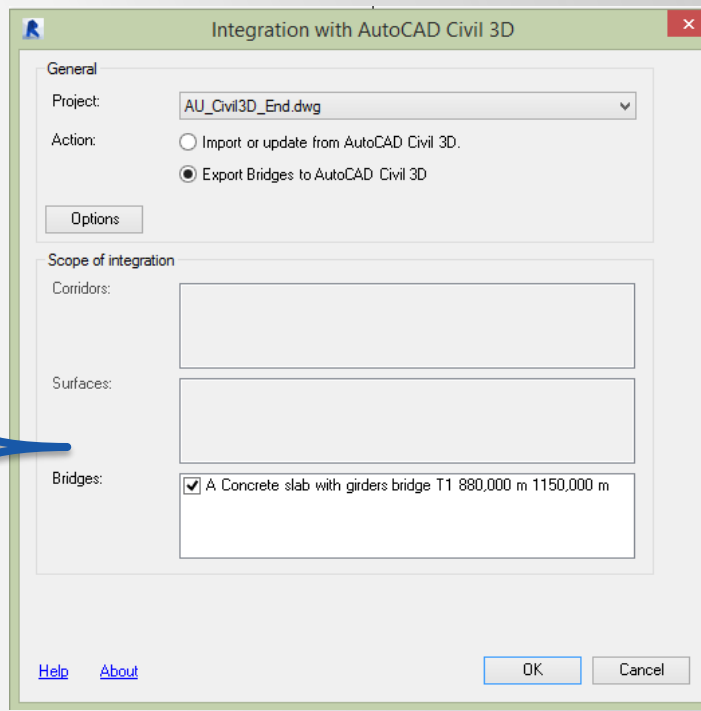 Integration with AutoCAD Civil 3D
General
Project:
AU_Civil3D_End.dwg
Action:
Import or update from AutoCAD Civil 3D.
Export Bridges to AutoCAD Civil 3D
Options
Scope of integration
Corridors:
Surfaces:
Bridges:
A Concrete slab with girders bridge T1 880,000 m 1150,000 m
Help About
OK Cancel